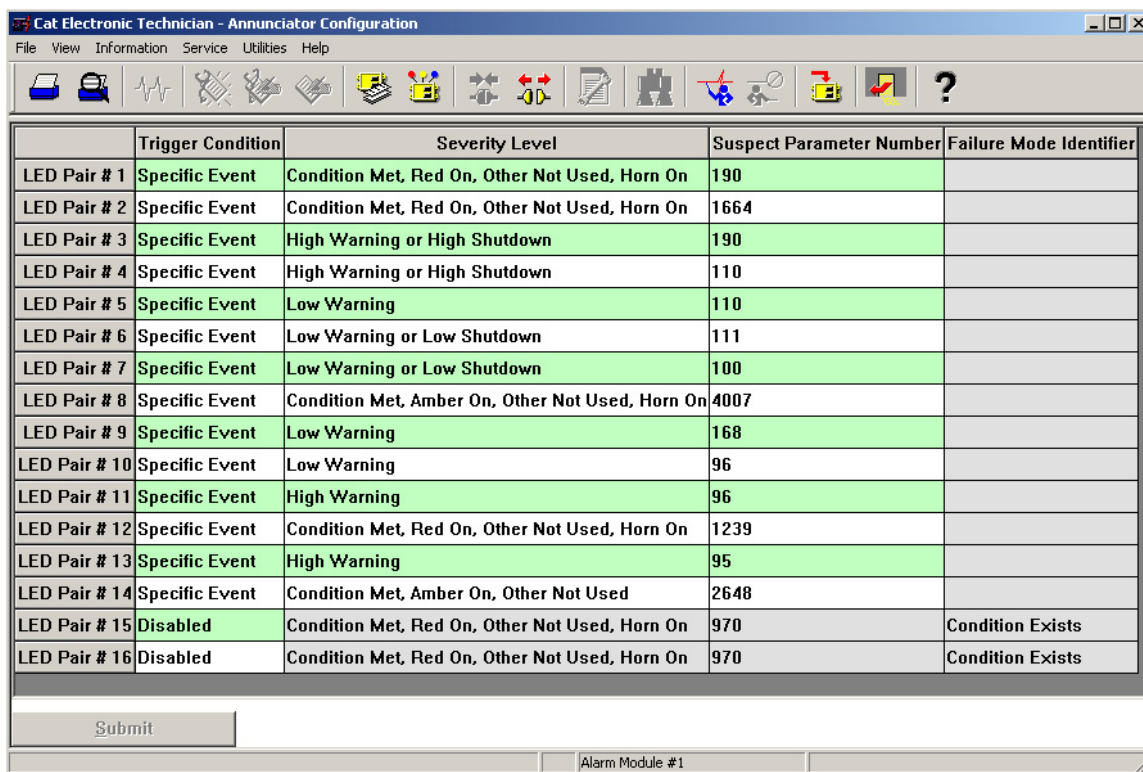 Cat Electronic Technician - Annunciator Configuration
File View Information Service Utilities Help
Trigger Condition Severity Level Suspect Parameter Number Failure Mode Identifier
LED Pair # 1 Specific Event Condition Met, Red On, Other Not Used, Horn On 190
LED Pair # 2 Specific Event Condition Met, Red On, Other Not Used, Horn On 1664
LED Pair # 3 Specific Event High Warning or High Shutdown 190
LED Pair # 4 Specific Event High Warning or High Shutdown 110
LED Pair # 5 Specific Event Low Warning 110
LED Pair # 6 Specific Event Low Warning or Low Shutdown 111
LED Pair # 7 Specific Event Low Warning or Low Shutdown 100
LED Pair # 8 Specific Event Condition Met, Amber On, Other Not Used, Horn On 4007
LED Pair # 9 Specific Event Low Warning 168
LED Pair # 10 Specific Event Low Warning 96
LED Pair # 11 Specific Event High Warning 96
LED Pair # 12 Specific Event Condition Met, Red On, Other Not Used, Horn On 1239
LED Pair # 13 Specific Event High Warning 95
LED Pair # 14 Specific Event Condition Met, Amber On, Other Not Used 2648
LED Pair # 15 Disabled Condition Met, Red On, Other Not Used, Horn On 970 Condition Exists
LED Pair # 16 Disabled Condition Met, Red On, Other Not Used, Horn On 970 Condition Exists
Submit
Alarm Module #1